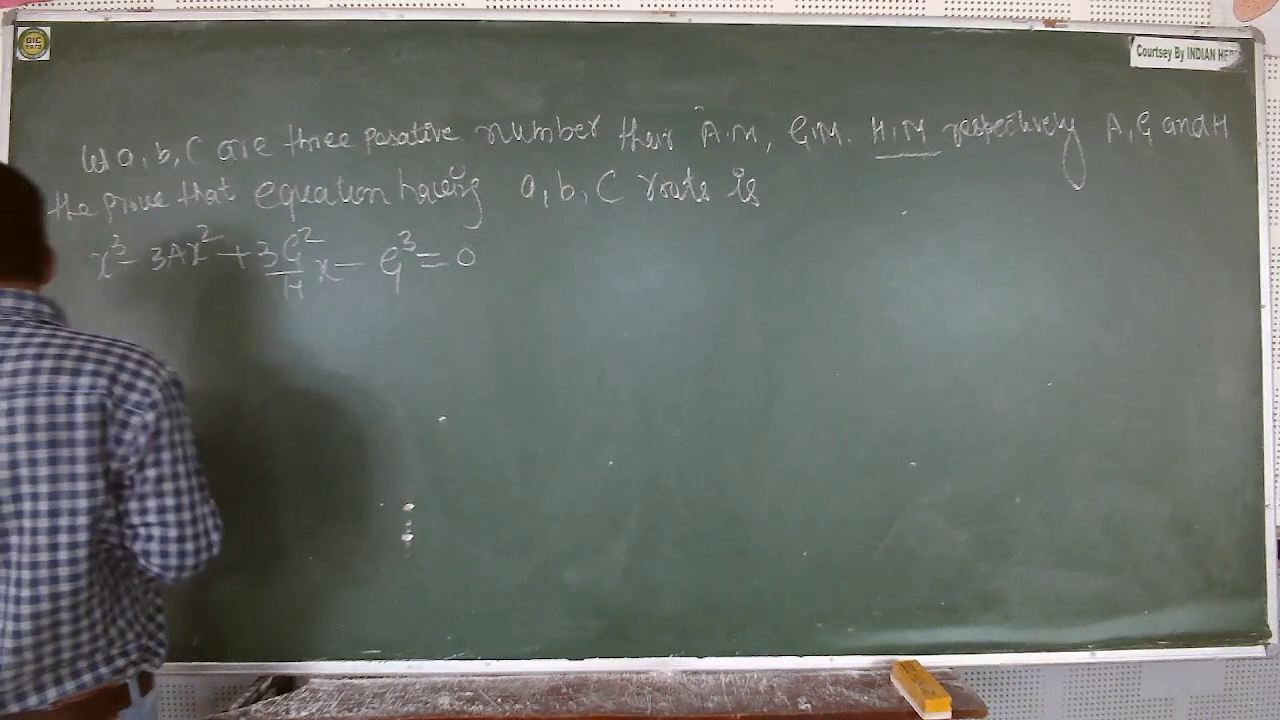 Courtsey By INDIAN HE
Let a, b, C are three pasative number their A.M, G.M. H.M respectively A, G and H
the prove that equation having a, b, C roots is
x³ - 3Ax² + 3G²/H x - G³ = 0